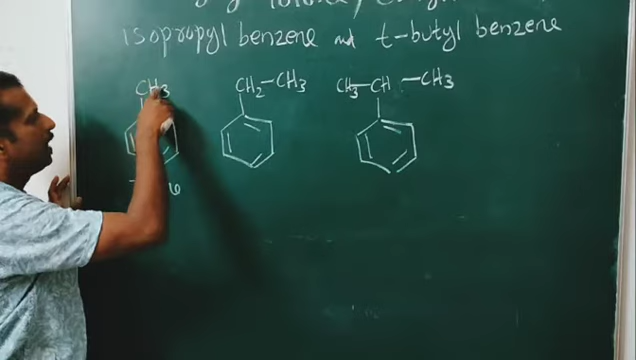 isopropyl benzene and t-butyl benzene
CH3 CH2-CH3 CH3-CH-CH3